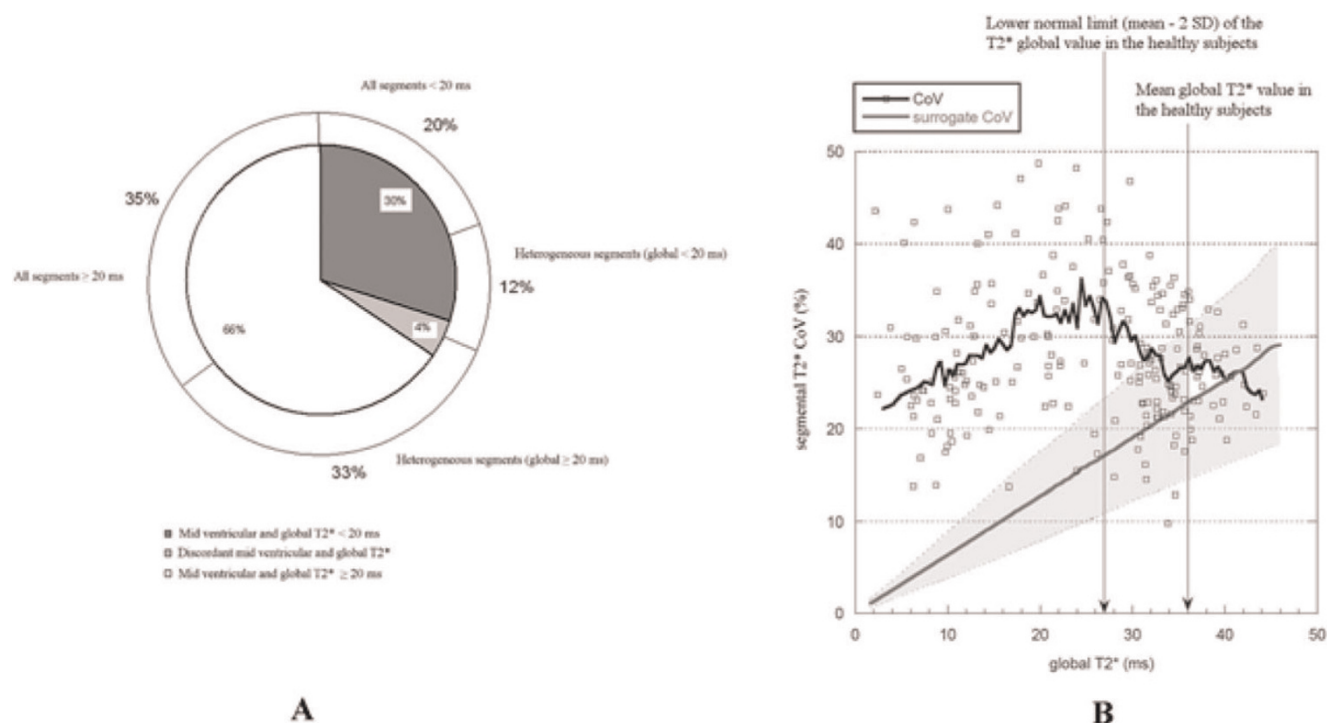 All segments < 20 ms
20%
35%
30%
Heterogeneous segments (global < 20 ms)
All segments ≥ 20 ms
12%
4%
66%
33%
Heterogeneous segments (global ≥ 20 ms)
Mid ventricular and global T2* < 20 ms
Discordant mid ventricular and global T2*
Mid ventricular and global T2* ≥ 20 ms
A
Lower normal limit (mean - 2 SD) of the
T2* global value in the healthy subjects
Mean global T2* value in
the healthy subjects
CoV
surrogate CoV
50
40
30
20
10
0
segmental T2* CoV (%)
0 10 20 30 40 50
global T2* (ms)
B